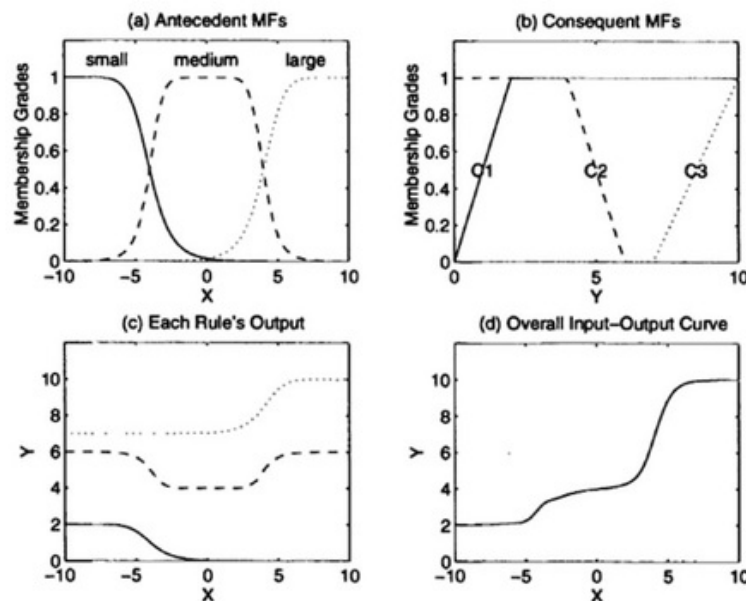 (a) Antecedent MFs
small medium large
Membership Grades
1
0.8
0.6
0.4
0.2
0
−10 −5 0 5 10
X
(b) Consequent MFs
Membership Grades
1
0.8
0.6
0.4
0.2
0
C1 C2 C3
0 5 10
Y
(c) Each Rule's Output
Y
10
8
6
4
2
0
−10 −5 0 5 10
X
(d) Overall Input−Output Curve
Y
10
8
6
4
2
0
−10 −5 0 5 10
X